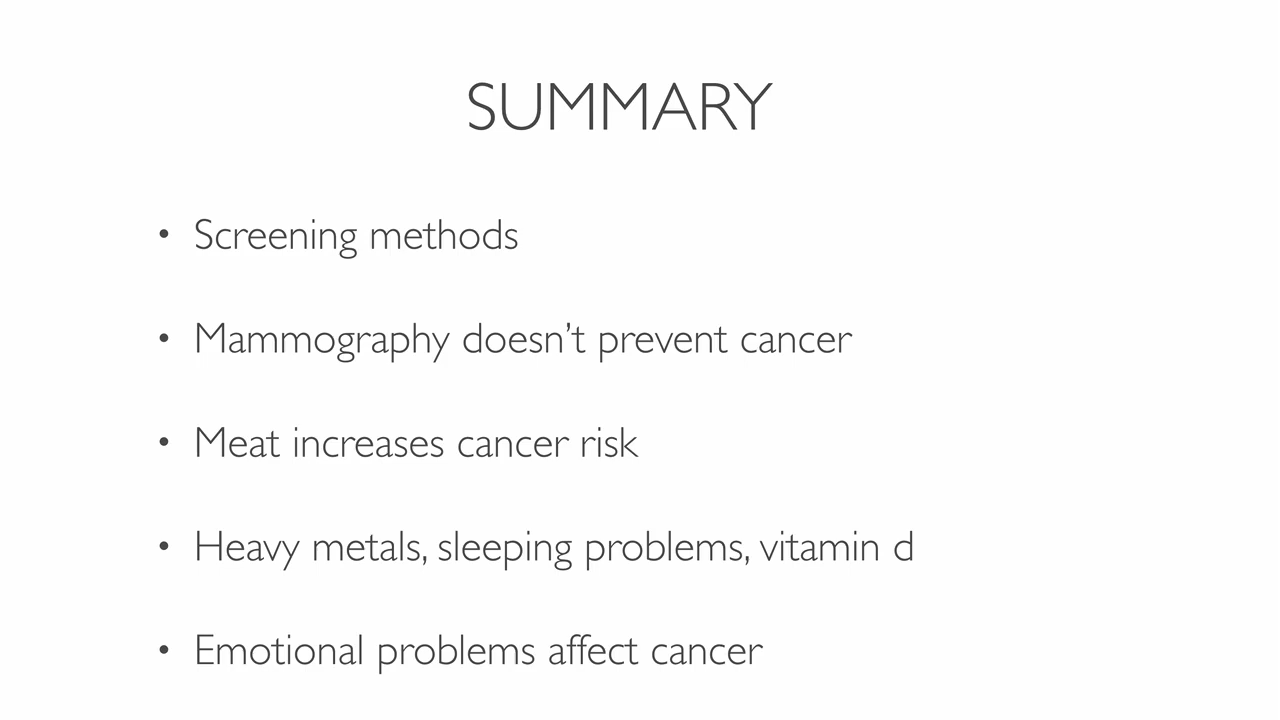 SUMMARY
• Screening methods
• Mammography doesn’t prevent cancer
• Meat increases cancer risk
• Heavy metals, sleeping problems, vitamin d
• Emotional problems affect cancer